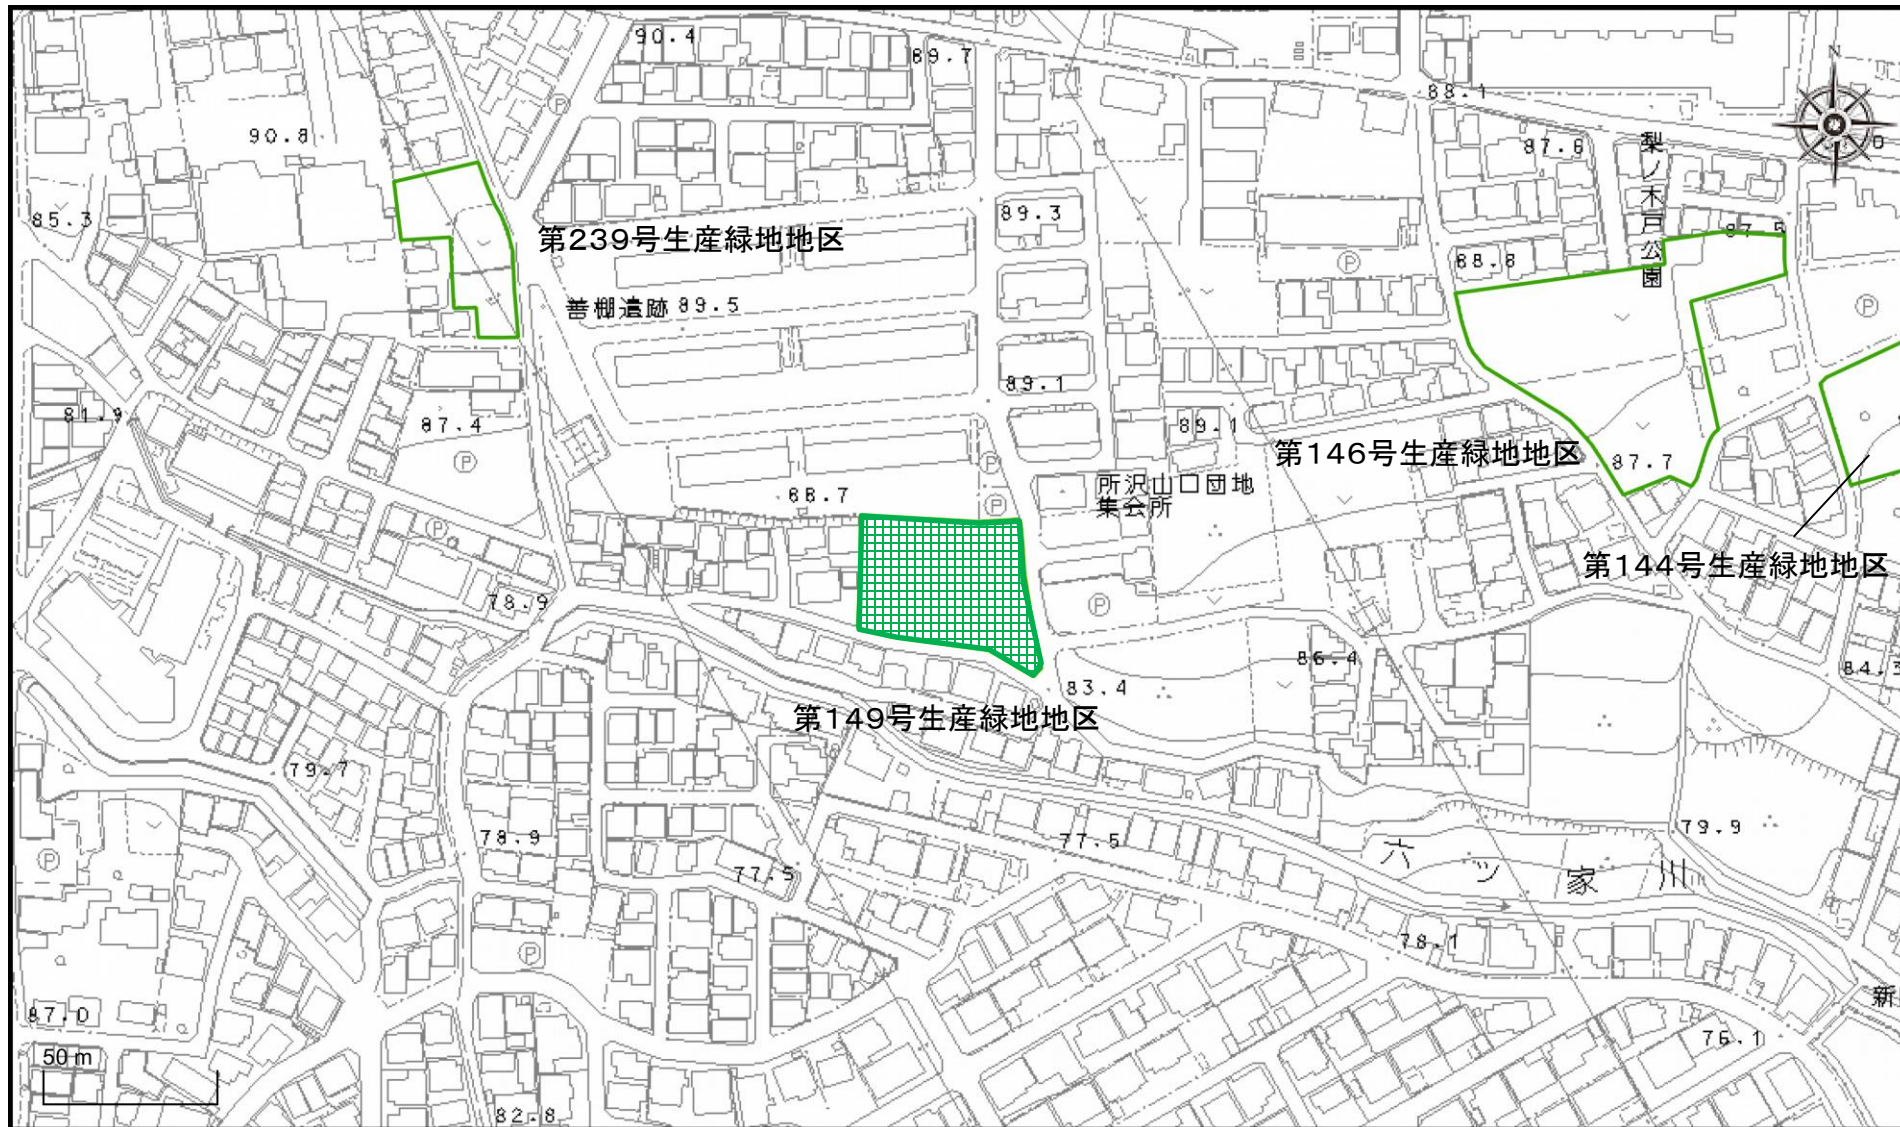 90.4
89.7
88.1
N
90.8
87.6
梨ノ木戸公園
85.3
89.3
第239号生産緑地地区
87.5
88.8
善棚遺跡 89.5
89.1
81.9
87.4
89.1
第146号生産緑地地区
87.7
88.7
所沢山口団地
集会所
第144号生産緑地地区
78.9
86.4
84.3
83.4
第149号生産緑地地区
79.7
78.9
77.5
79.9
六ツ家川
77.5
78.1
新
87.0
76.1
50 m
82.8
P
P
P
P
P
P
P
P
P
P
P